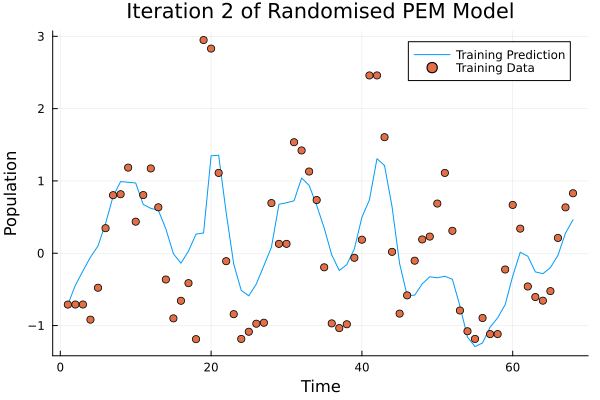 Iteration 2 of Randomised PEM Model
Training Prediction
Training Data
Population
3
2
1
0
−1
0
20
40
60
Time